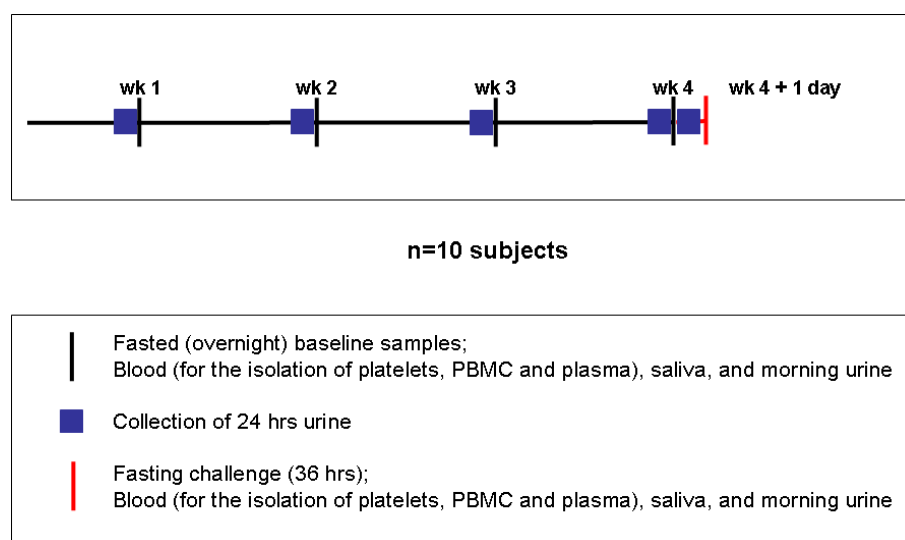 wk 1
wk 2
wk 3
wk 4
wk 4 + 1 day
n=10 subjects
Fasted (overnight) baseline samples;
Blood (for the isolation of platelets, PBMC and plasma), saliva, and morning urine
Collection of 24 hrs urine
Fasting challenge (36 hrs);
Blood (for the isolation of platelets, PBMC and plasma), saliva, and morning urine